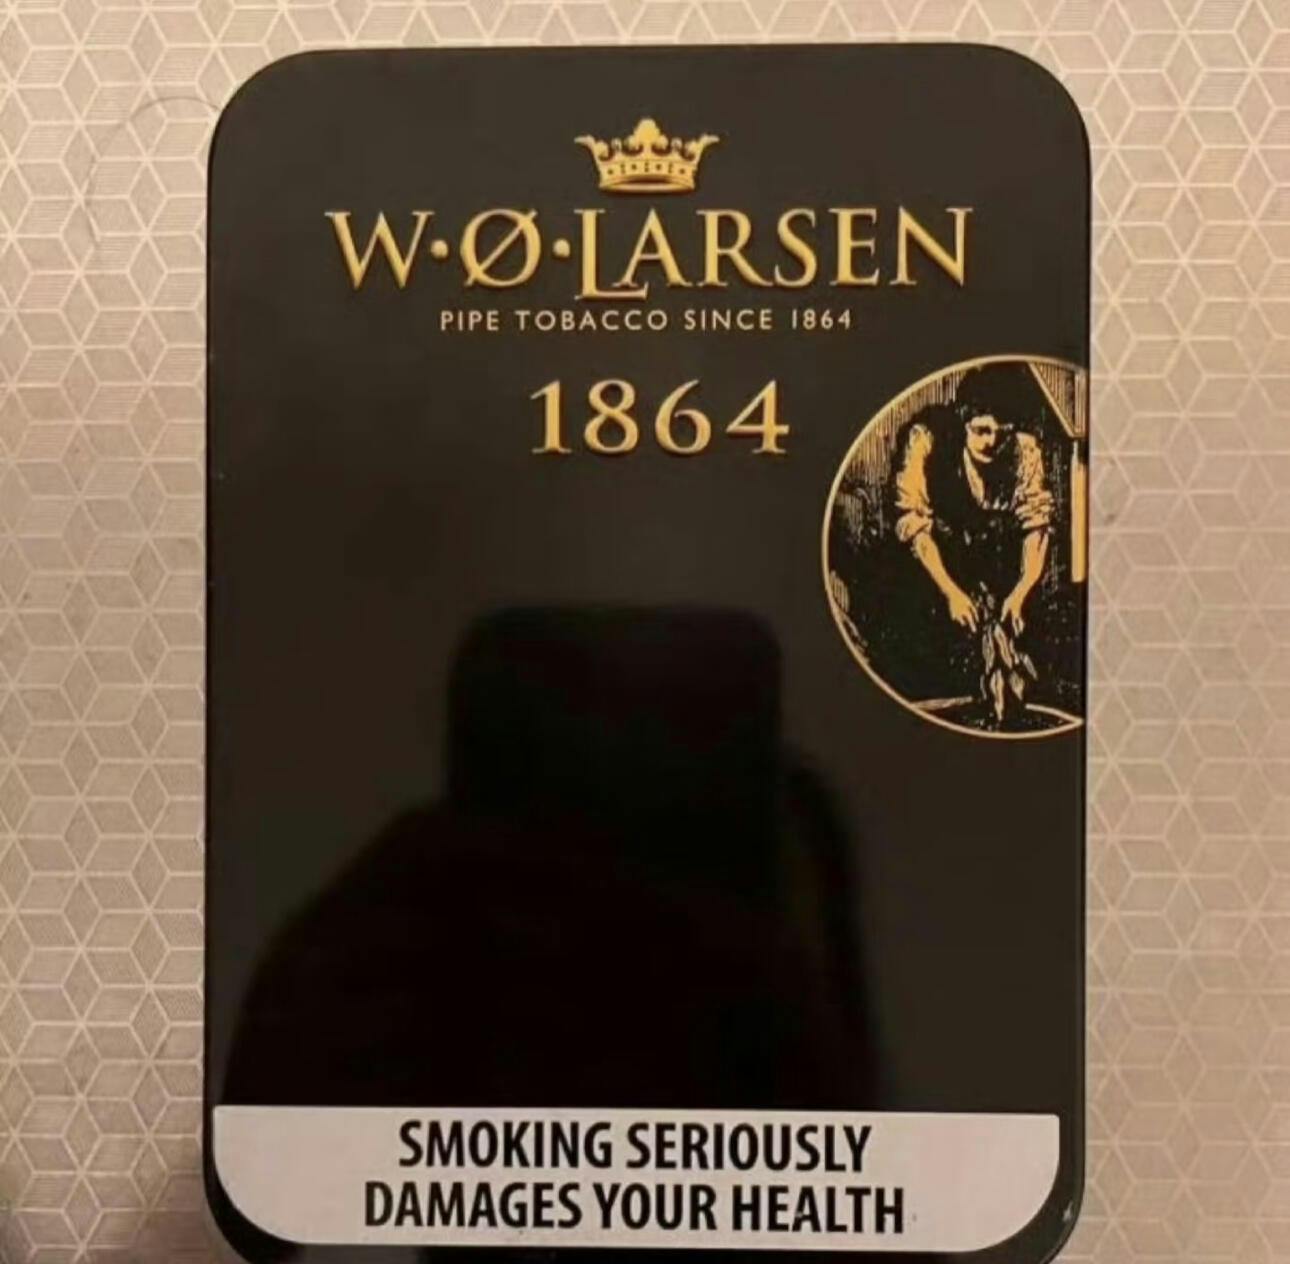 W·Ø·LARSEN
PIPE TOBACCO SINCE 1864
1864
SMOKING SERIOUSLY
DAMAGES YOUR HEALTH